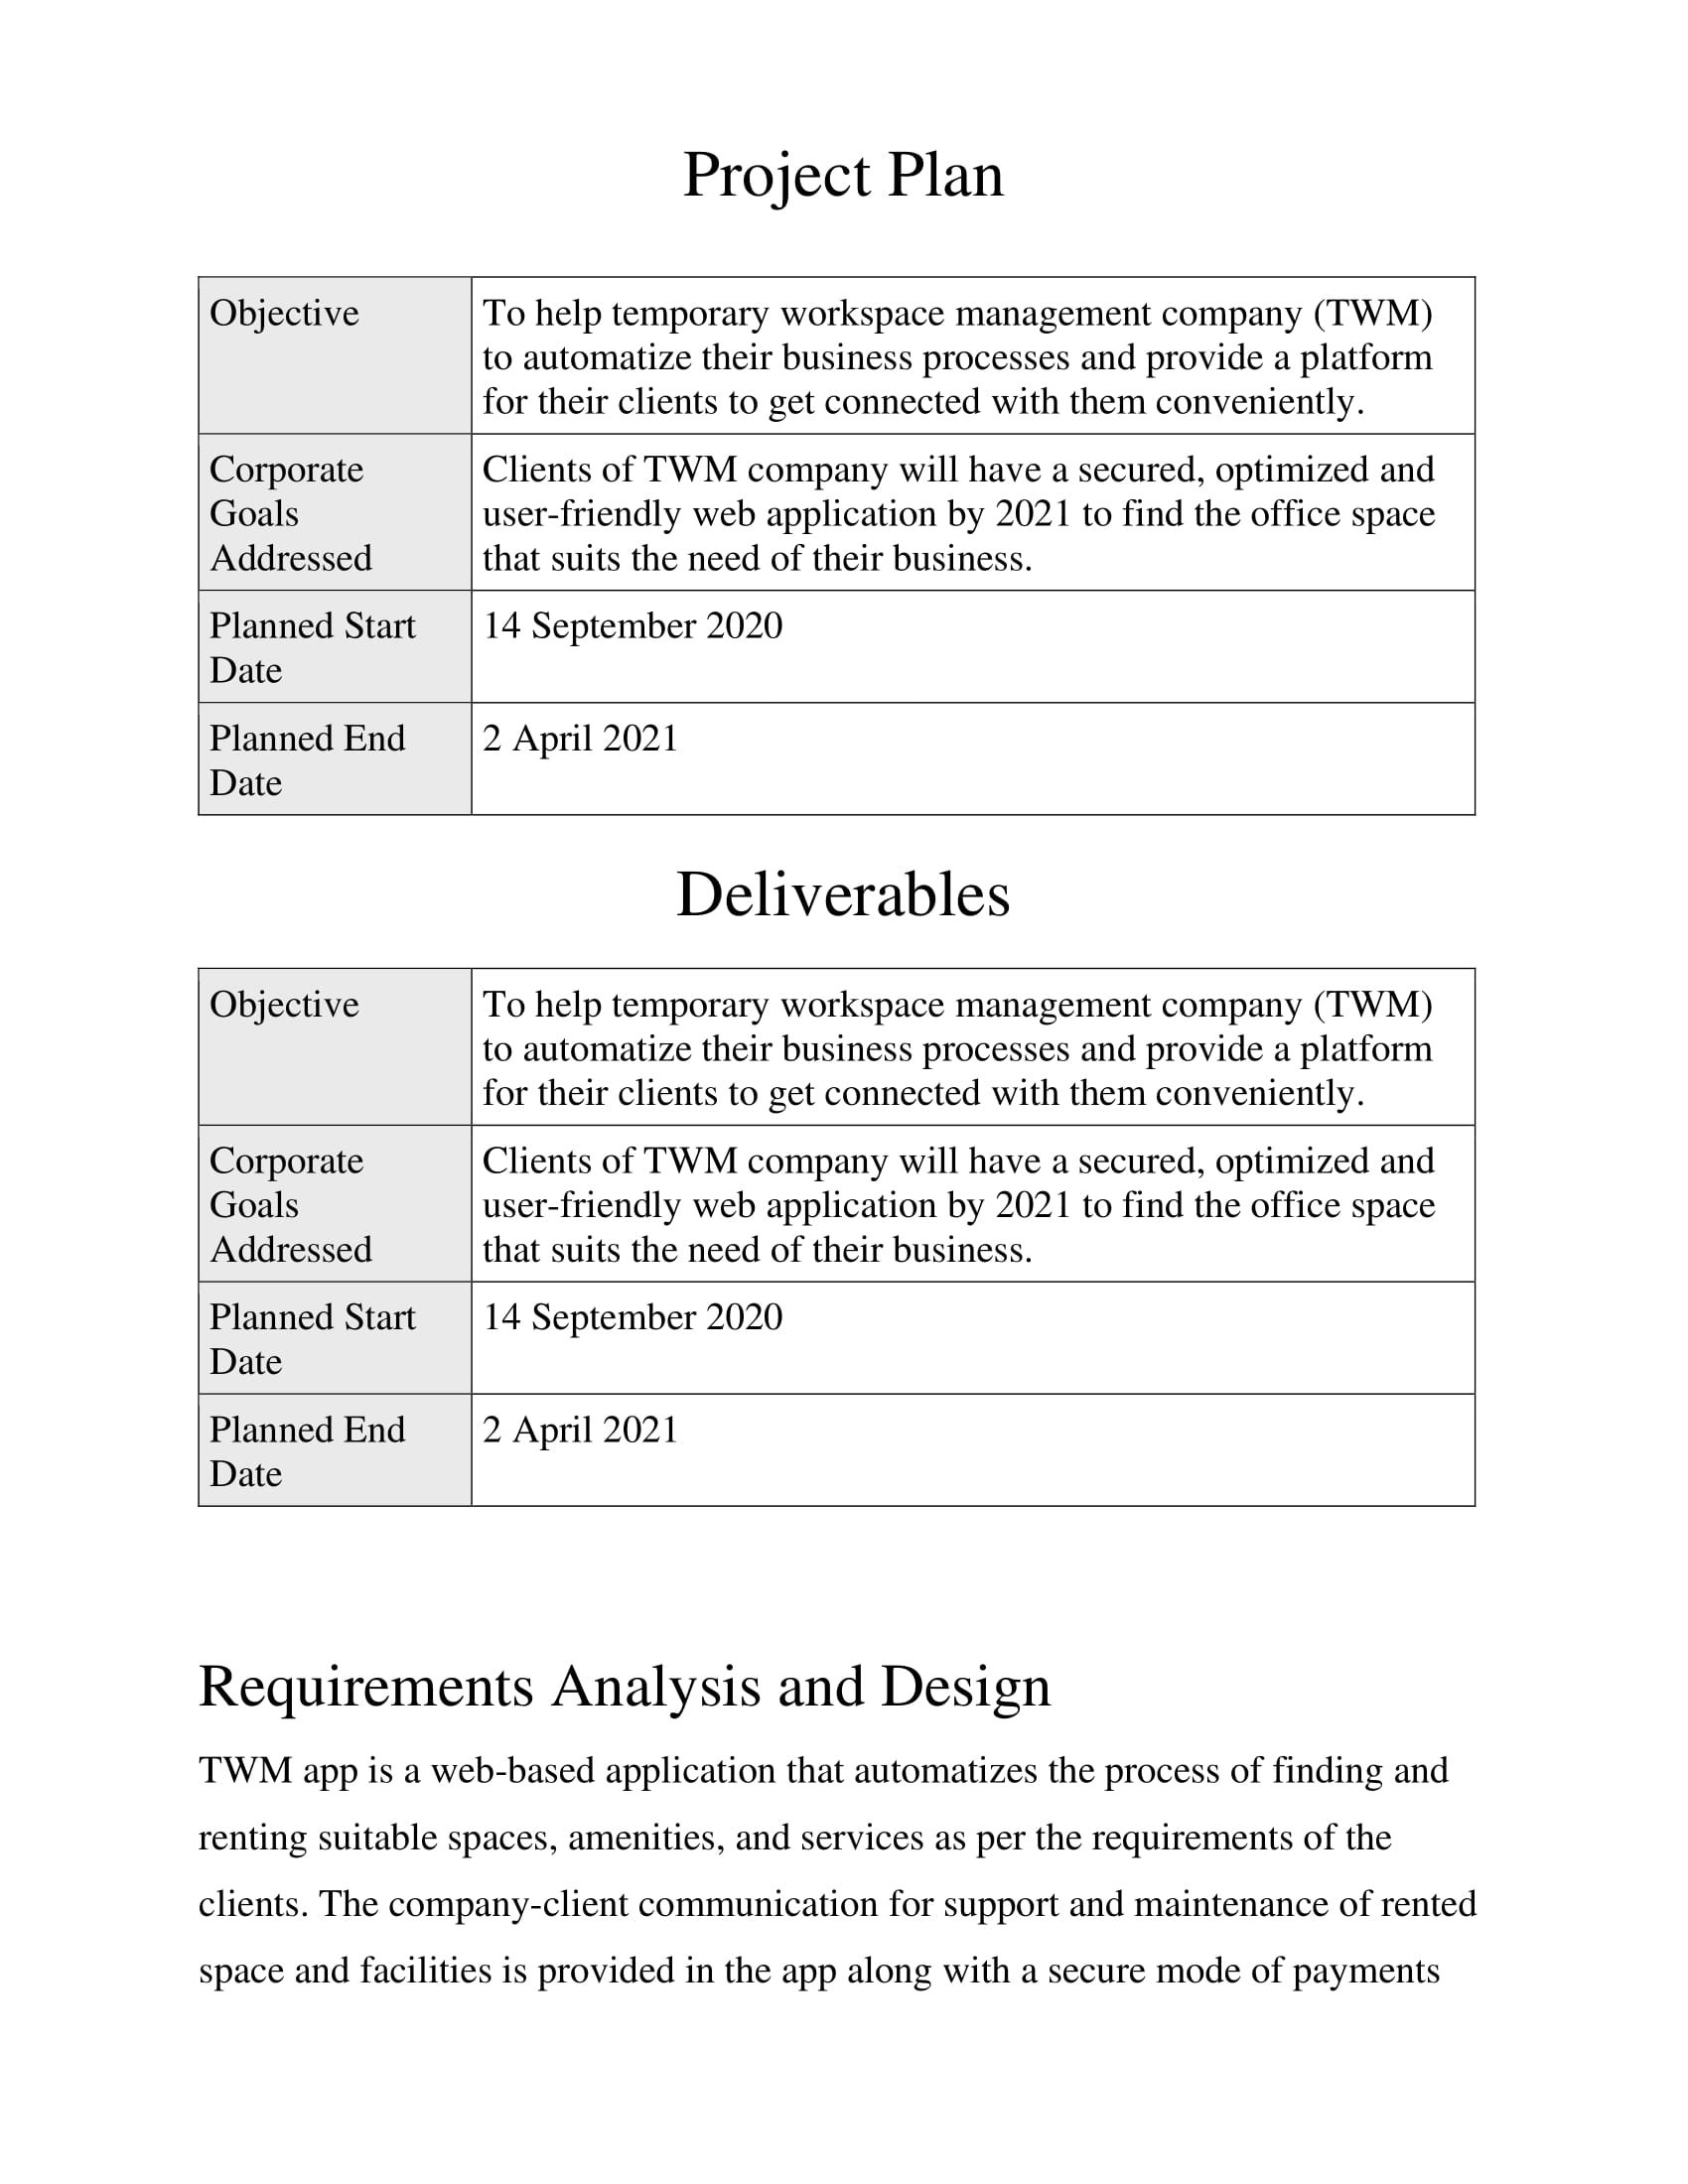 Project Plan
Objective
To help temporary workspace management company (TWM)
to automatize their business processes and provide a platform
for their clients to get connected with them conveniently.
Corporate
Goals
Addressed
Clients of TWM company will have a secured, optimized and
user-friendly web application by 2021 to find the office space
that suits the need of their business.
Planned Start
Date
14 September 2020
Planned End
Date
2 April 2021
Deliverables
Objective
To help temporary workspace management company (TWM)
to automatize their business processes and provide a platform
for their clients to get connected with them conveniently.
Corporate
Goals
Addressed
Clients of TWM company will have a secured, optimized and
user-friendly web application by 2021 to find the office space
that suits the need of their business.
Planned Start
Date
14 September 2020
Planned End
Date
2 April 2021
Requirements Analysis and Design
TWM app is a web-based application that automatizes the process of finding and
renting suitable spaces, amenities, and services as per the requirements of the
clients. The company-client communication for support and maintenance of rented
space and facilities is provided in the app along with a secure mode of payments